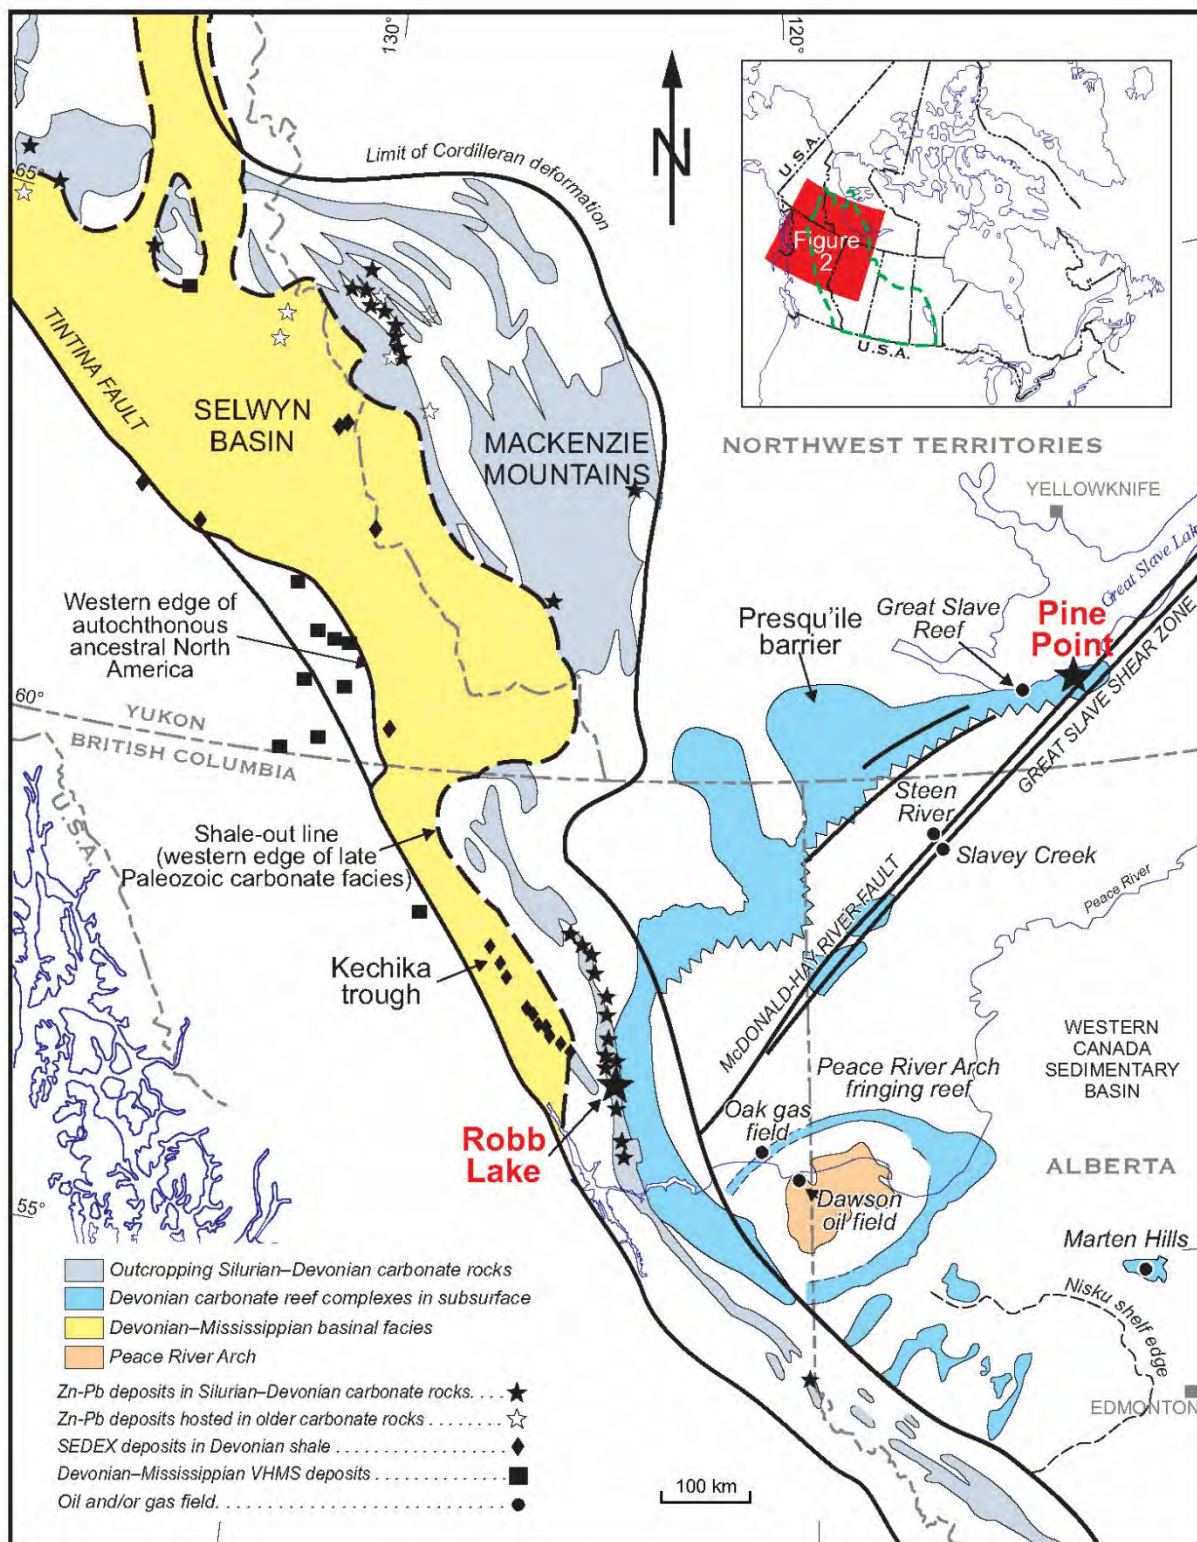 130°
120°
Limit of Cordilleran deformation
N
U.S.A.
Figure
2
U.S.A.
65°
TINTINA FAULT
SELWYN
BASIN
MACKENZIE
MOUNTAINS
NORTHWEST TERRITORIES
YELLOWKNIFE
Great Slave Lake
Western edge of
autochthonous
ancestral North
America
Presqu'ile
barrier
Great Slave
Reef
Pine
Point
GREAT SLAVE SHEAR ZONE
60°
YUKON
BRITISH COLUMBIA
U.S.A.
Steen
River
Slavey Creek
Shale-out line
(western edge of late
Paleozoic carbonate facies)
McDONALD-HAY RIVER FAULT
Peace River
Kechika
trough
WESTERN
CANADA
SEDIMENTARY
BASIN
Peace River Arch
fringing reef
Oak gas
field
Robb
Lake
ALBERTA
Dawson
oil field
55°
Marten Hills
Nisku shelf edge
EDMONTON
Outcropping Silurian–Devonian carbonate rocks
Devonian carbonate reef complexes in subsurface
Devonian–Mississippian basinal facies
Peace River Arch
Zn-Pb deposits in Silurian–Devonian carbonate rocks. . . .
Zn-Pb deposits hosted in older carbonate rocks . . . . . . . .
SEDEX deposits in Devonian shale . . . . . . . . . . . . . . . . .
Devonian–Mississippian VHMS deposits . . . . . . . . . . . . .
Oil and/or gas field. . . . . . . . . . . . . . . . . . . . . . . . . . . .
100 km